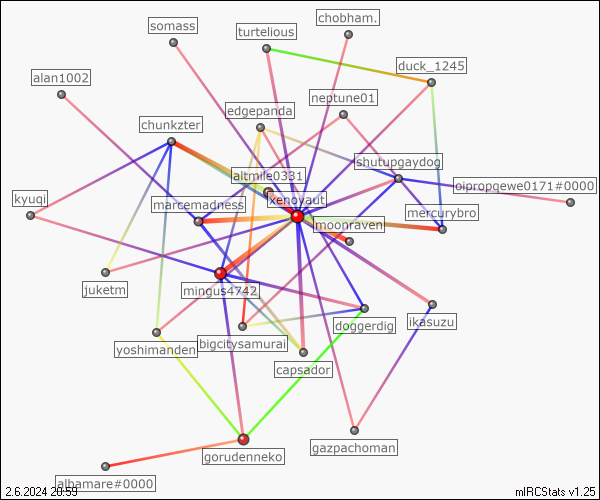 chobham.
somass
turtelious
duck_1245
alan1002
neptune01
edgepanda
chunkzter
shutupgaydog
altmile0331
oipropgewe0171#0000
kyuqi
xenoyaut
marcemadness
mercurybro
moonraven
juketm
mingus4742
ikasuzu
doggerdig
bigcitysamurai
yoshimanden
capsador
gazpachoman
gorudenneko
albamare#0000
2.6.2024 20:59
mIRCStats v1.25